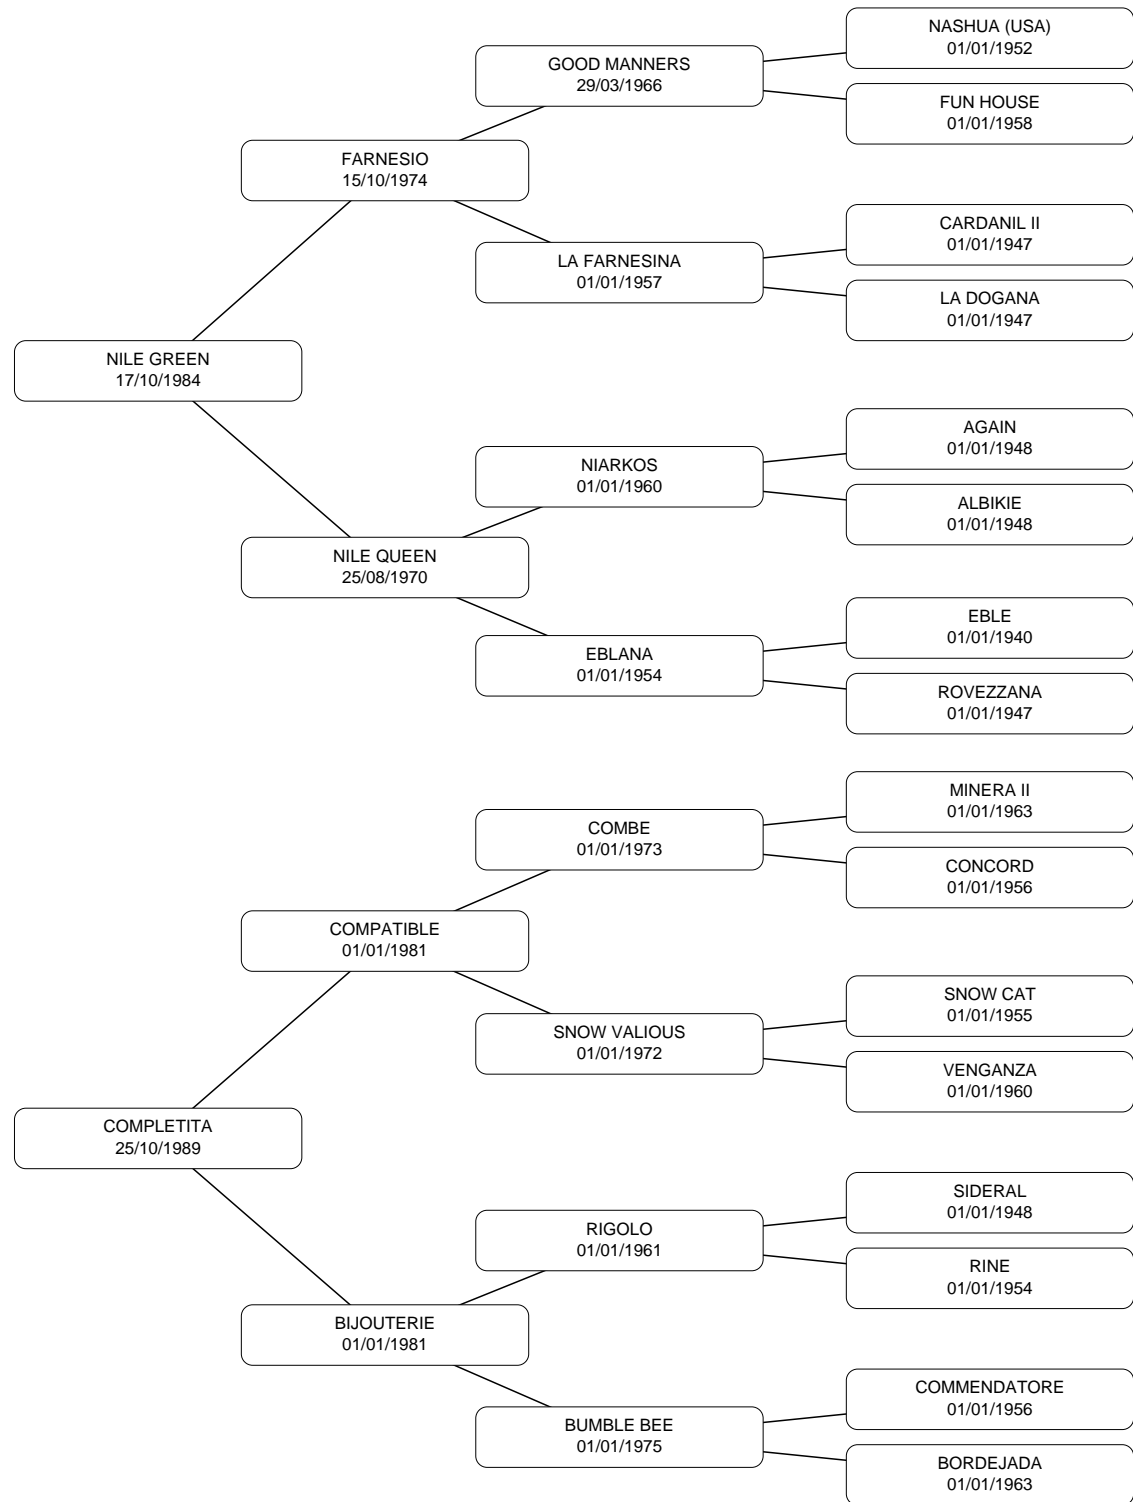 NASHUA (USA)
01/01/1952
GOOD MANNERS
29/03/1966
FUN HOUSE
01/01/1958
FARNESIO
15/10/1974
CARDANIL II
01/01/1947
LA FARNESINA
01/01/1957
LA DOGANA
01/01/1947
NILE GREEN
17/10/1984
AGAIN
01/01/1948
NIARKOS
01/01/1960
ALBIKIE
01/01/1948
NILE QUEEN
25/08/1970
EBLE
01/01/1940
EBLANA
01/01/1954
ROVEZZANA
01/01/1947
MINERA II
01/01/1963
COMBE
01/01/1973
CONCORD
01/01/1956
COMPATIBLE
01/01/1981
SNOW CAT
01/01/1955
SNOW VALIOUS
01/01/1972
VENGANZA
01/01/1960
COMPLETITA
25/10/1989
SIDERAL
01/01/1948
RIGOLO
01/01/1961
RINE
01/01/1954
BIJOUTERIE
01/01/1981
COMMENDATORE
01/01/1956
BUMBLE BEE
01/01/1975
BORDEJADA
01/01/1963